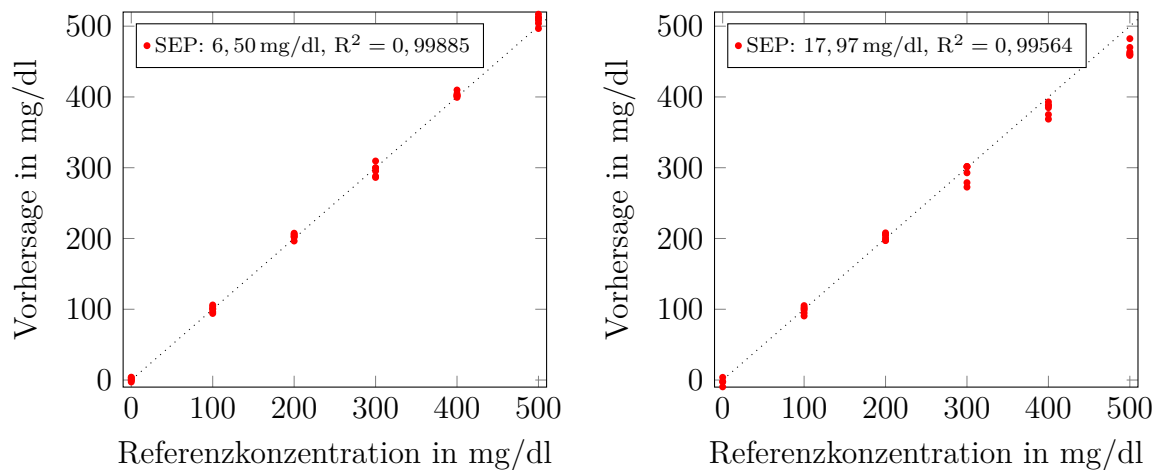 500
400
300
200
100
0
0 100 200 300 400 500
Vorhersage in mg/dl
Referenzkonzentration in mg/dl
SEP: 6,50 mg/dl, R² = 0,99885
500
400
300
200
100
0
0 100 200 300 400 500
Vorhersage in mg/dl
Referenzkonzentration in mg/dl
SEP: 17,97 mg/dl, R² = 0,99564